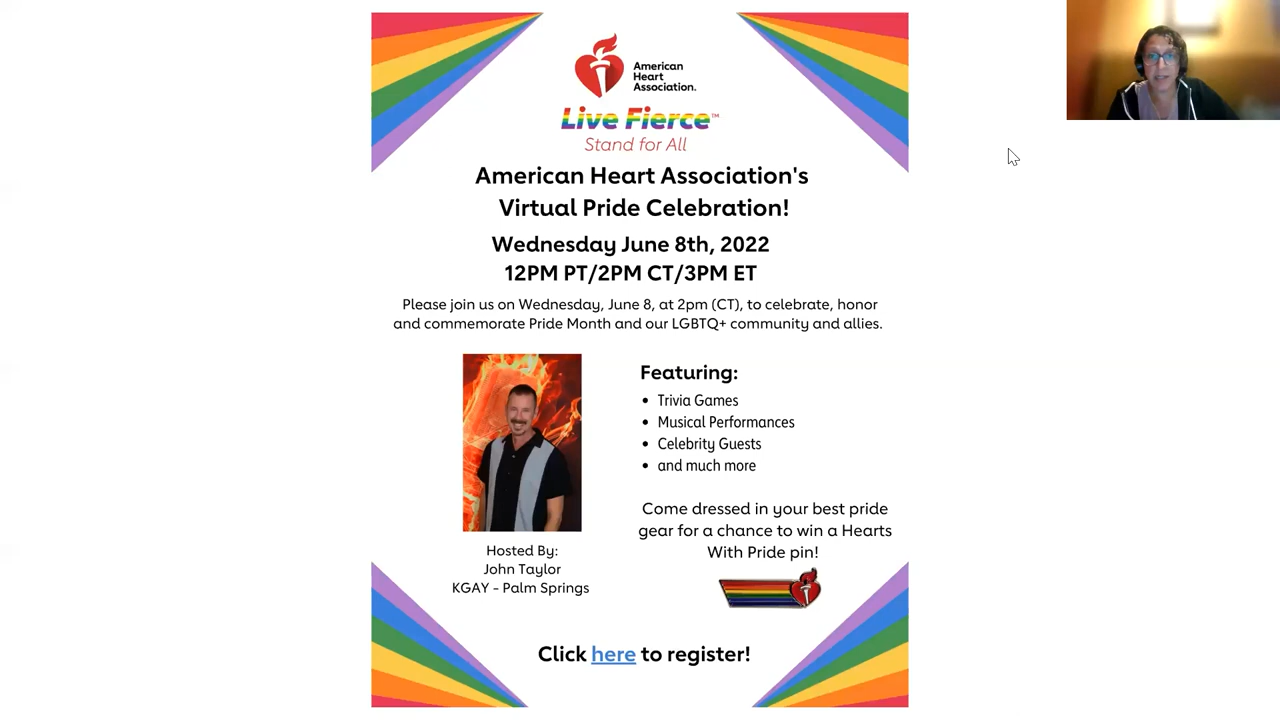 American
Heart
Association.
Live Fierce™
Stand for All
American Heart Association's
Virtual Pride Celebration!
Wednesday June 8th, 2022
12PM PT/2PM CT/3PM ET
Please join us on Wednesday, June 8, at 2pm (CT), to celebrate, honor
and commemorate Pride Month and our LGBTQ+ community and allies.
Hosted By:
John Taylor
KGAY - Palm Springs
Featuring:
• Trivia Games
• Musical Performances
• Celebrity Guests
• and much more
Come dressed in your best pride
gear for a chance to win a Hearts
With Pride pin!
Click here to register!